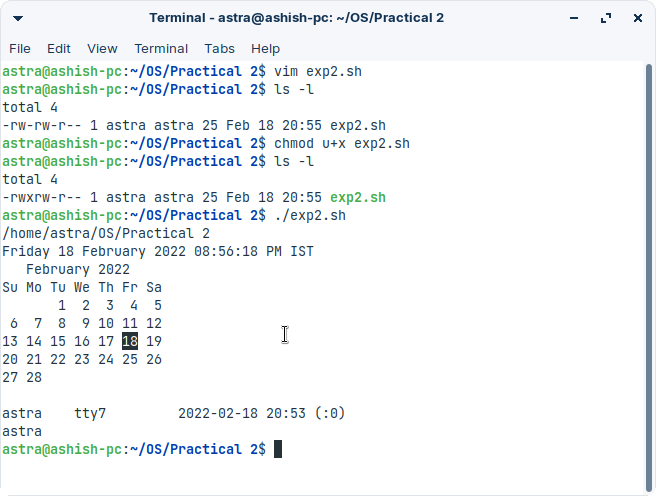 Terminal - astra@ashish-pc: ~/OS/Practical 2
File Edit View Terminal Tabs Help
astra@ashish-pc:~/OS/Practical 2$ vim exp2.sh
astra@ashish-pc:~/OS/Practical 2$ ls -l
total 4
-rw-rw-r-- 1 astra astra 25 Feb 18 20:55 exp2.sh
astra@ashish-pc:~/OS/Practical 2$ chmod u+x exp2.sh
astra@ashish-pc:~/OS/Practical 2$ ls -l
total 4
-rwxrw-r-- 1 astra astra 25 Feb 18 20:55 exp2.sh
astra@ashish-pc:~/OS/Practical 2$ ./exp2.sh
/home/astra/OS/Practical 2
Friday 18 February 2022 08:56:18 PM IST
   February 2022
Su Mo Tu We Th Fr Sa
       1  2  3  4  5
 6  7  8  9 10 11 12
13 14 15 16 17 18 19
20 21 22 23 24 25 26
27 28
astra    tty7         2022-02-18 20:53 (:0)
astra
astra@ashish-pc:~/OS/Practical 2$